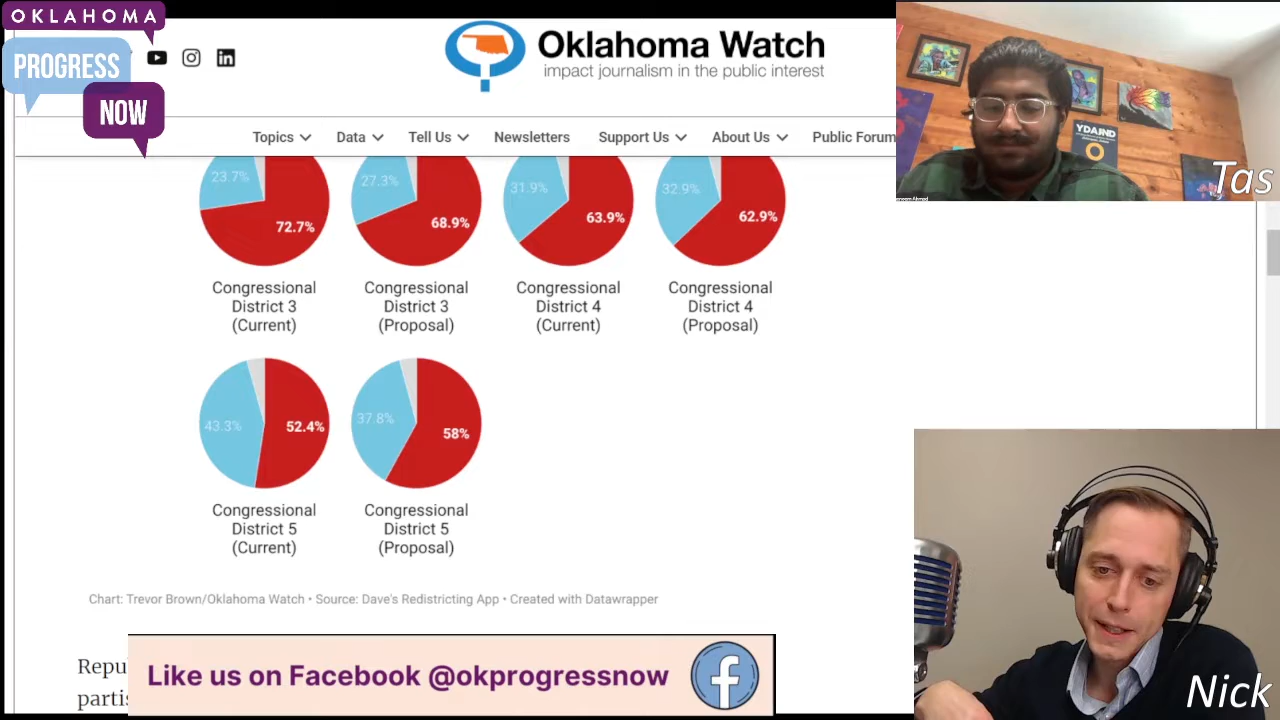 OKLAHOMA
PROGRESS
NOW
Oklahoma Watch
impact journalism in the public interest
Topics Data Tell Us Newsletters Support Us About Us Public Forum
23.7% 72.7% 27.3% 68.9% 31.9% 63.9% 32.9% 62.9%
Congressional District 3 (Current)
Congressional District 3 (Proposal)
Congressional District 4 (Current)
Congressional District 4 (Proposal)
43.3% 52.4% 37.8% 58%
Congressional District 5 (Current)
Congressional District 5 (Proposal)
Chart: Trevor Brown/Oklahoma Watch • Source: Dave's Redistricting App • Created with Datawrapper
Repu
partis
Like us on Facebook @okprogressnow
YDAJND
Tas
Nick